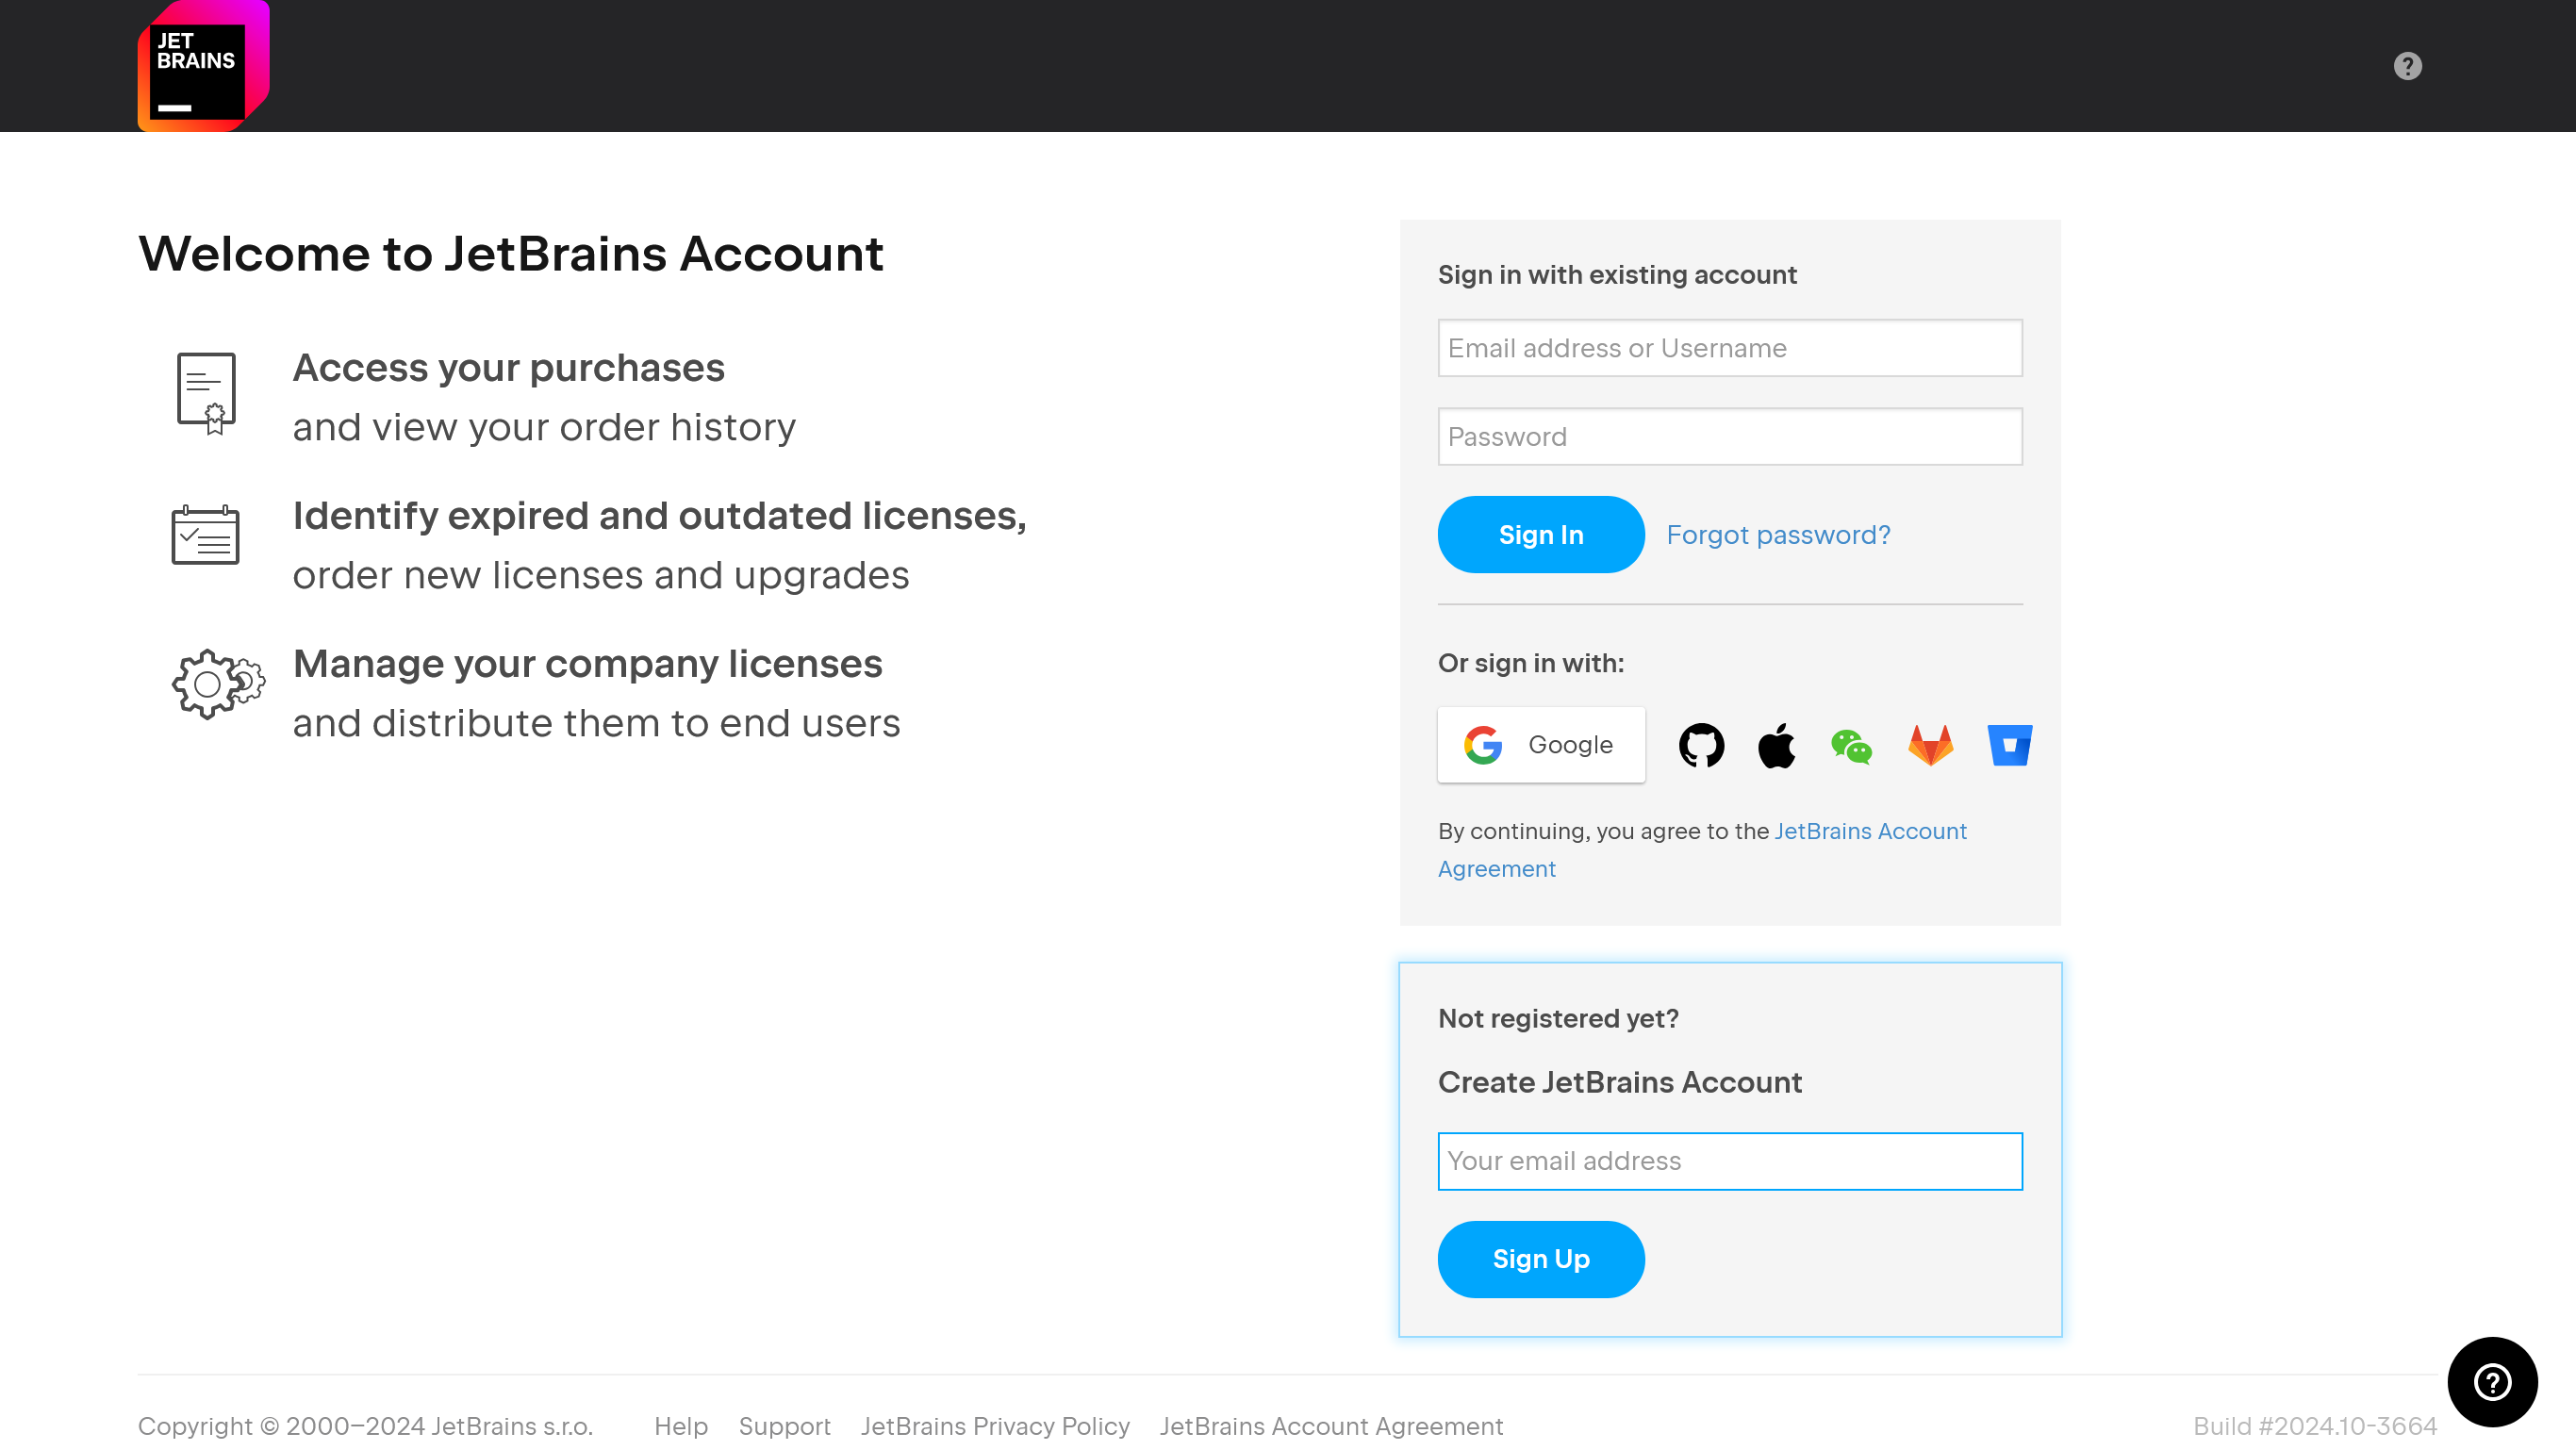 JET
BRAINS
Welcome to JetBrains Account
Access your purchases
and view your order history
Identify expired and outdated licenses,
order new licenses and upgrades
Manage your company licenses
and distribute them to end users
Sign in with existing account
Email address or Username
Password
Sign In
Forgot password?
Or sign in with:
Google
By continuing, you agree to the JetBrains Account
Agreement
Not registered yet?
Create JetBrains Account
Your email address
Sign Up
Copyright © 2000–2024 JetBrains s.r.o.
Help
Support
JetBrains Privacy Policy
JetBrains Account Agreement
Build #2024.10-3664